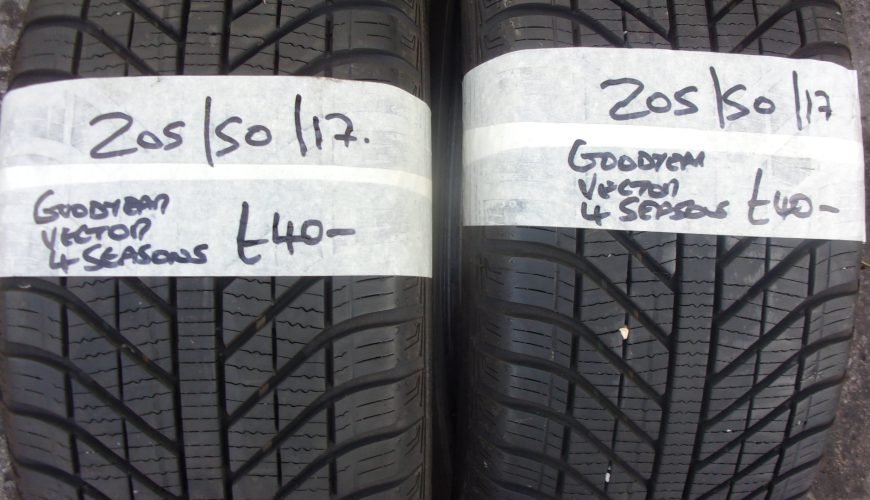 205/50/17.
GOODYEAR
VECTOR
4 SEASONS £40-
205/50/17
GOODYEAR
VECTOR
4 SEASONS £40-